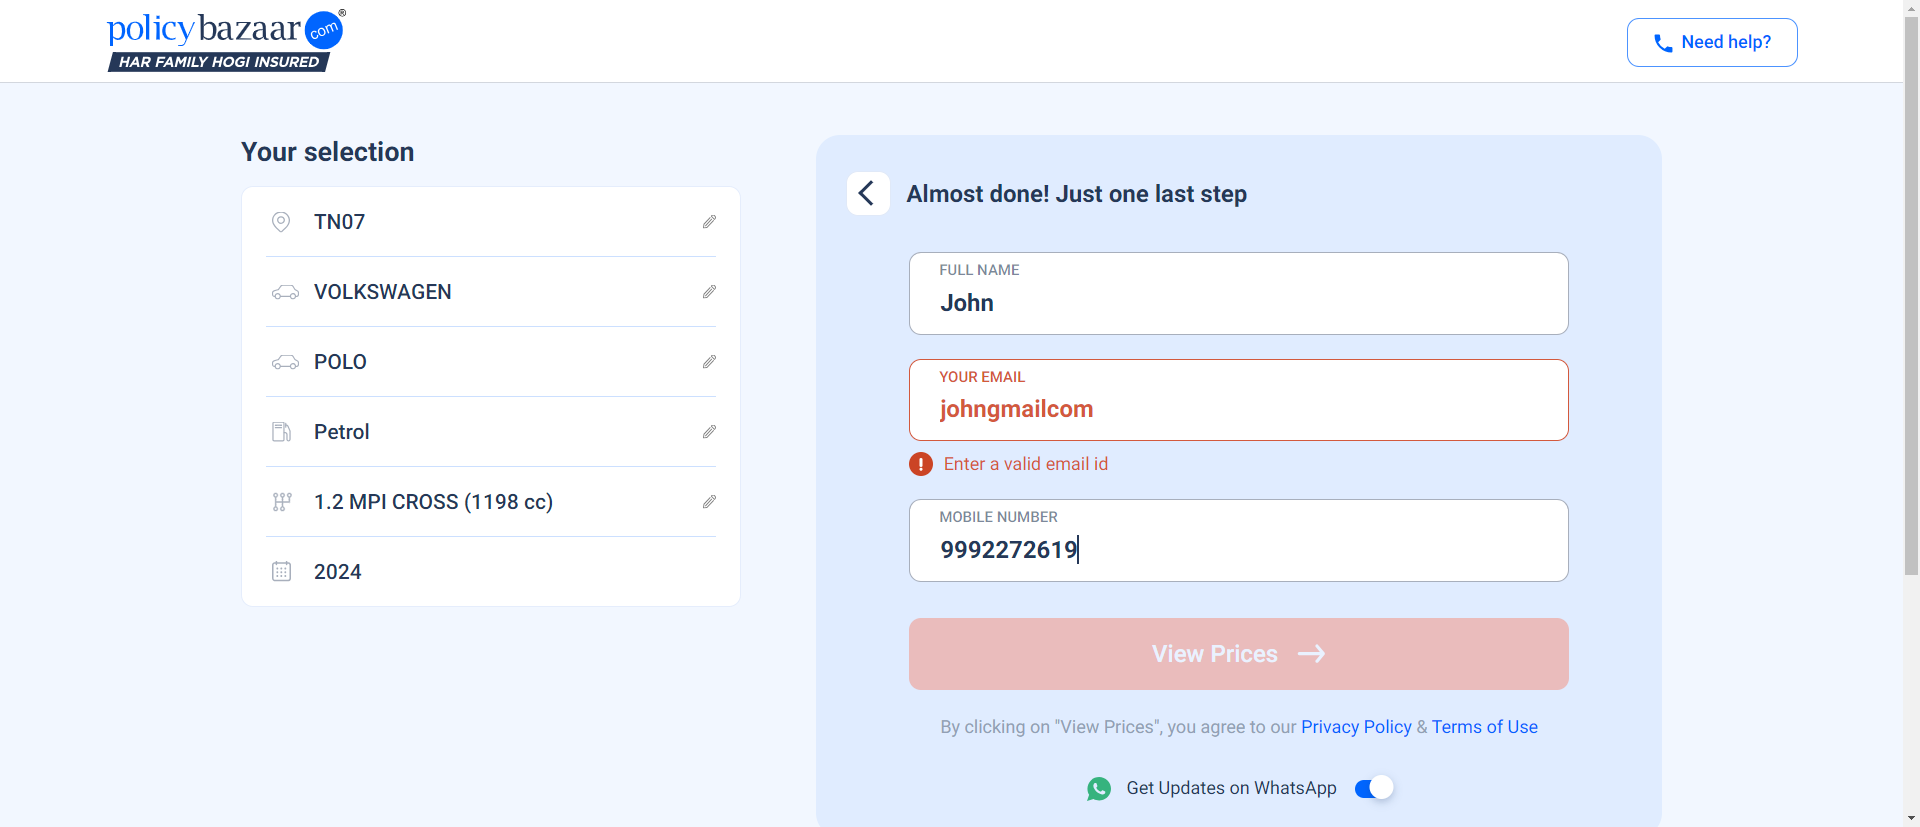 policybazaar.com®
HAR FAMILY HOGI INSURED
Need help?
Your selection
TN07
VOLKSWAGEN
POLO
Petrol
1.2 MPI CROSS (1198 cc)
2024
Almost done! Just one last step
FULL NAME
John
YOUR EMAIL
johngmailcom
Enter a valid email id
MOBILE NUMBER
9992272619
View Prices
By clicking on "View Prices", you agree to our Privacy Policy & Terms of Use
Get Updates on WhatsApp